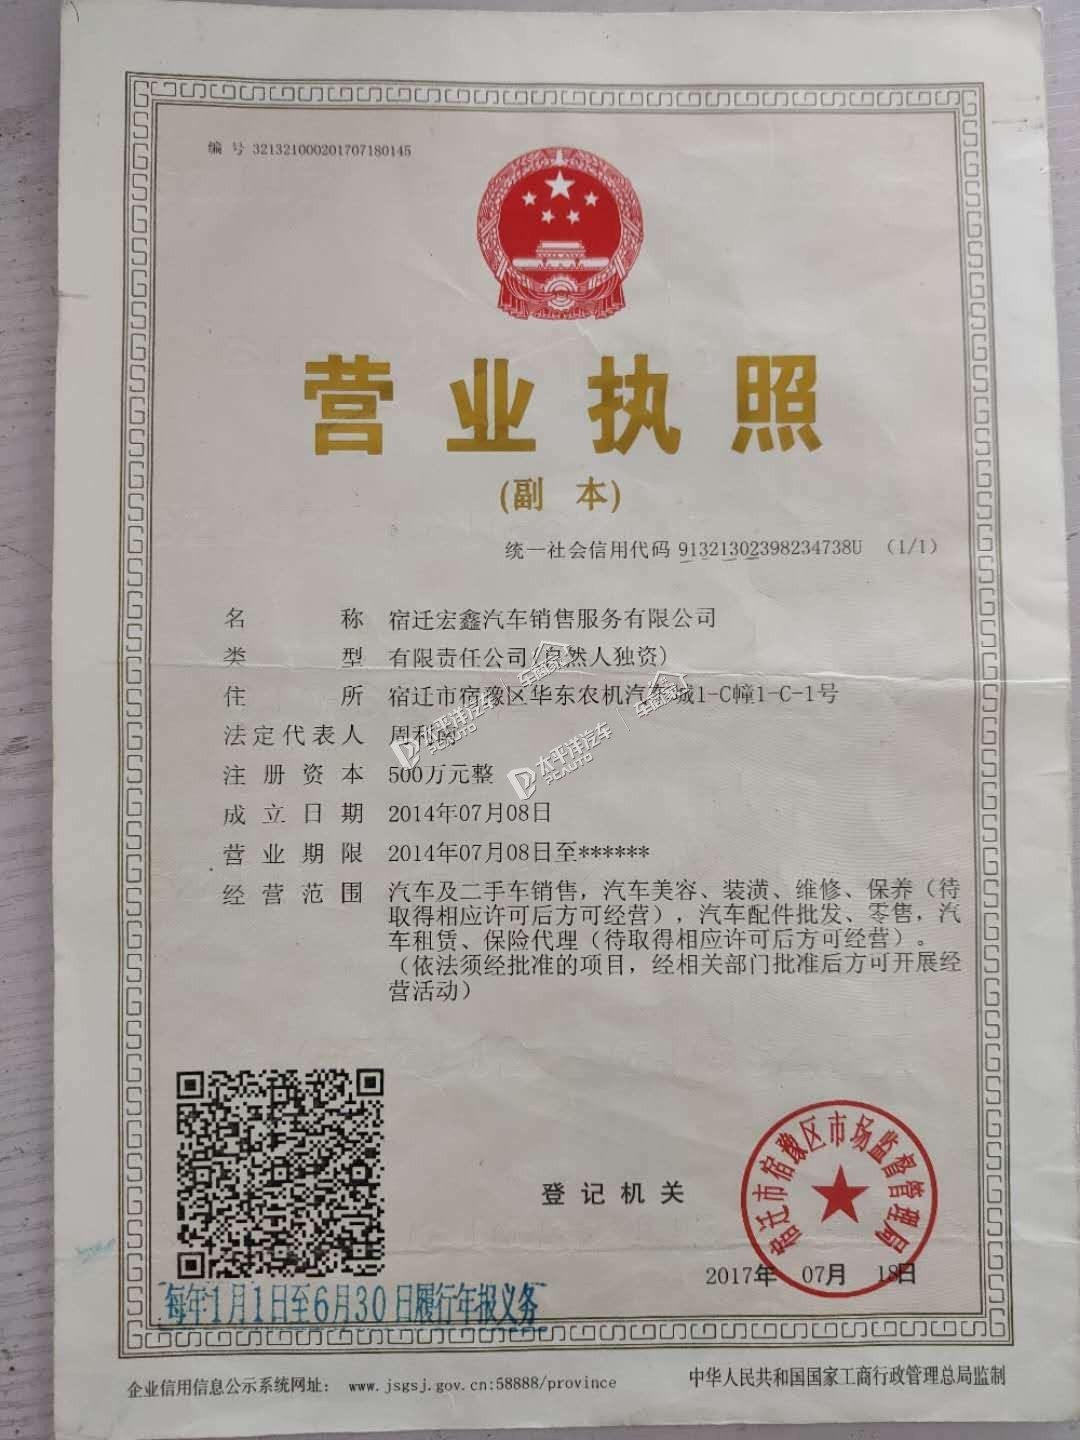 编 号 321321000201707180145
营业执照
(副 本)
统一社会信用代码 91321302398234738U （1/1）
名称 宿迁宏鑫汽车销售服务有限公司
类型 有限责任公司(自然人独资)
住所 宿迁市宿豫区华东农机汽车城1-C幢1-C-1号
法定代表人 周利
注册资本 500万元整
成立日期 2014年07月08日
营业期限 2014年07月08日至******
经营范围 汽车及二手车销售，汽车美容、装潢、维修、保养（待
取得相应许可后方可经营），汽车配件批发、零售，汽
车租赁、保险代理（待取得相应许可后方可经营）。
（依法须经批准的项目，经相关部门批准后方可开展经
营活动）
太平洋汽车 PCAUTO 车商家
太平洋汽车 PCAUTO 车商家
登记机关
宿迁市宿豫区市场监督管理局
2017年 07月 18日
每年1月1日至6月30日履行年报义务
企业信用信息公示系统网址： www.jsgsj.gov.cn:58888/province
中华人民共和国国家工商行政管理总局监制